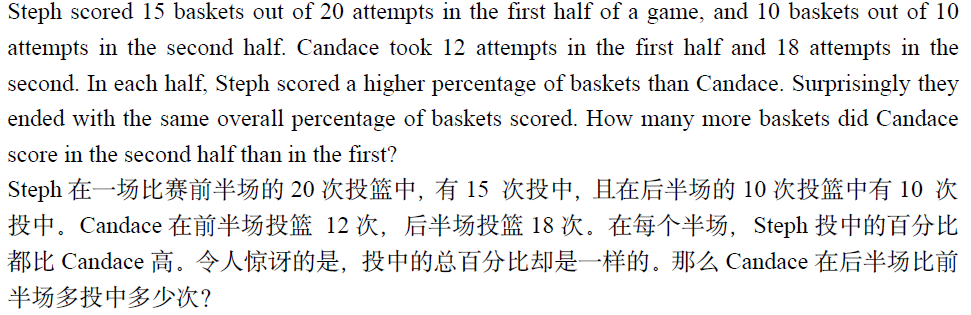 Steph scored 15 baskets out of 20 attempts in the first half of a game, and 10 baskets out of 10
attempts in the second half. Candace took 12 attempts in the first half and 18 attempts in the
second. In each half, Steph scored a higher percentage of baskets than Candace. Surprisingly they
ended with the same overall percentage of baskets scored. How many more baskets did Candace
score in the second half than in the first?
Steph 在一场比赛前半场的 20 次投篮中, 有 15 次投中, 且在后半场的 10 次投篮中有 10 次
投中。Candace 在前半场投篮 12 次, 后半场投篮 18 次。在每个半场, Steph 投中的百分比
都比 Candace 高。令人惊讶的是, 投中的总百分比却是一样的。那么 Candace 在后半场比前
半场多投中多少次?